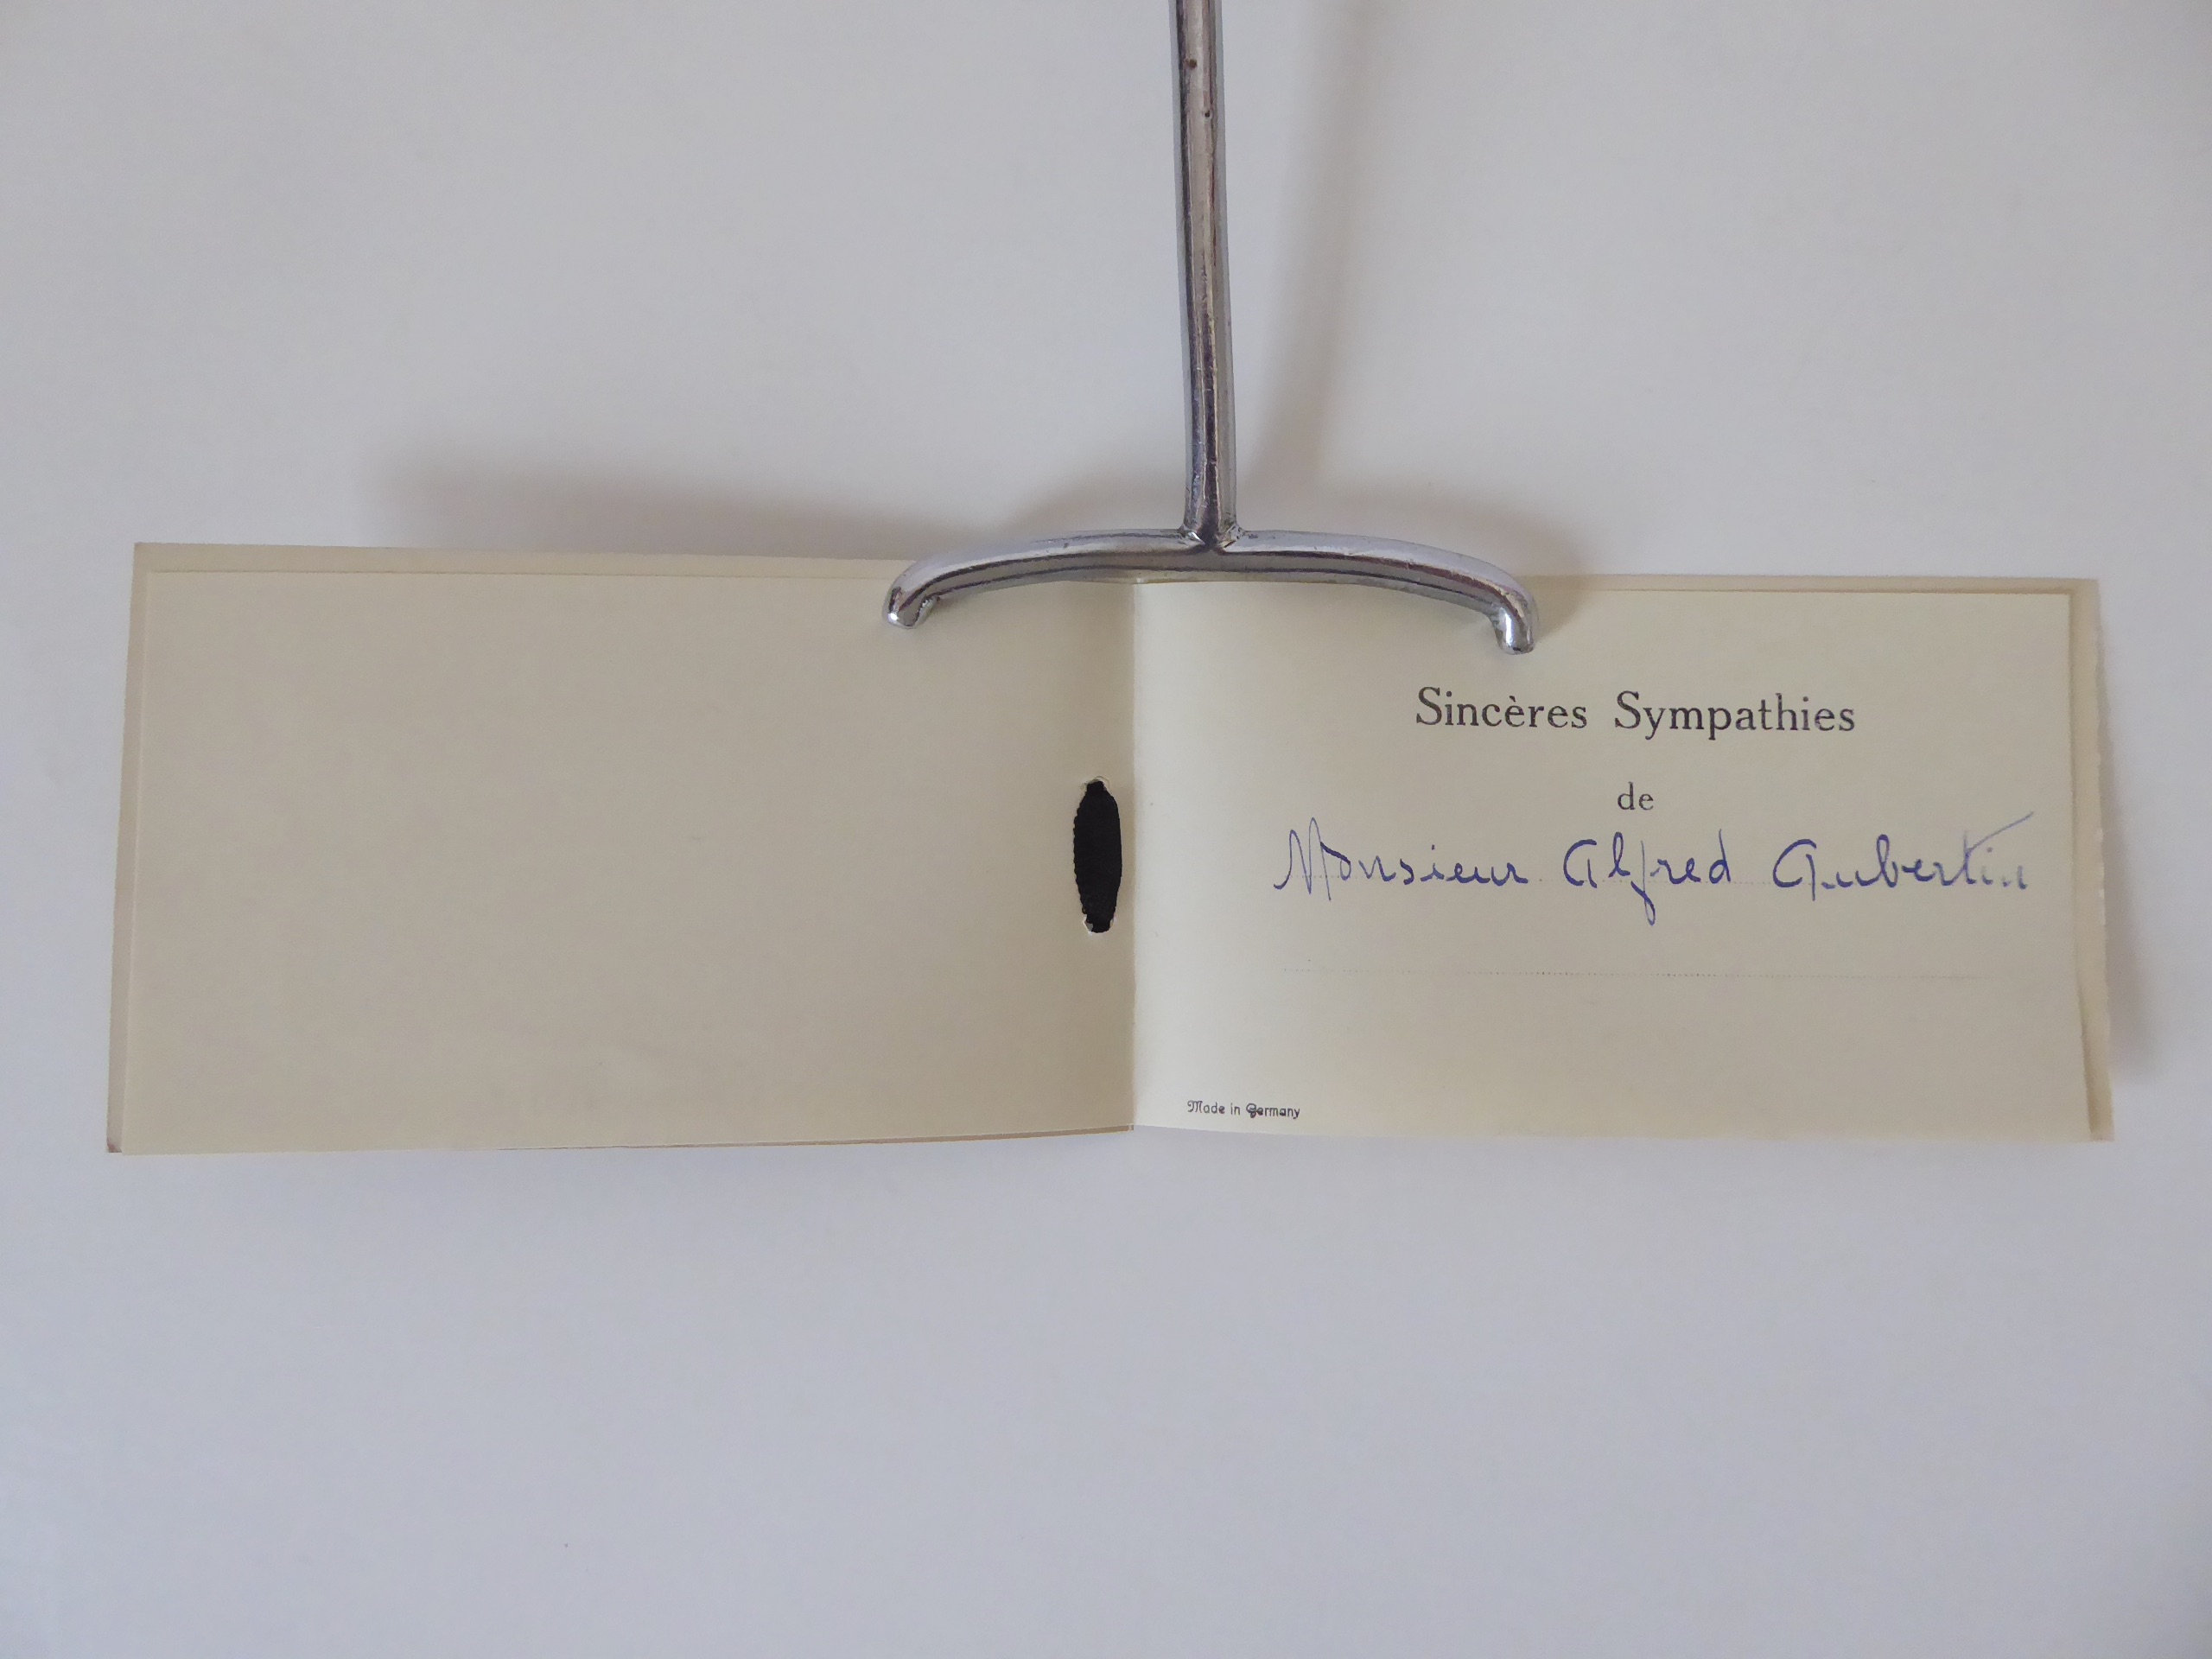 Sincères Sympathies
de
Monsieur Alfred Aubertin
Made in Germany